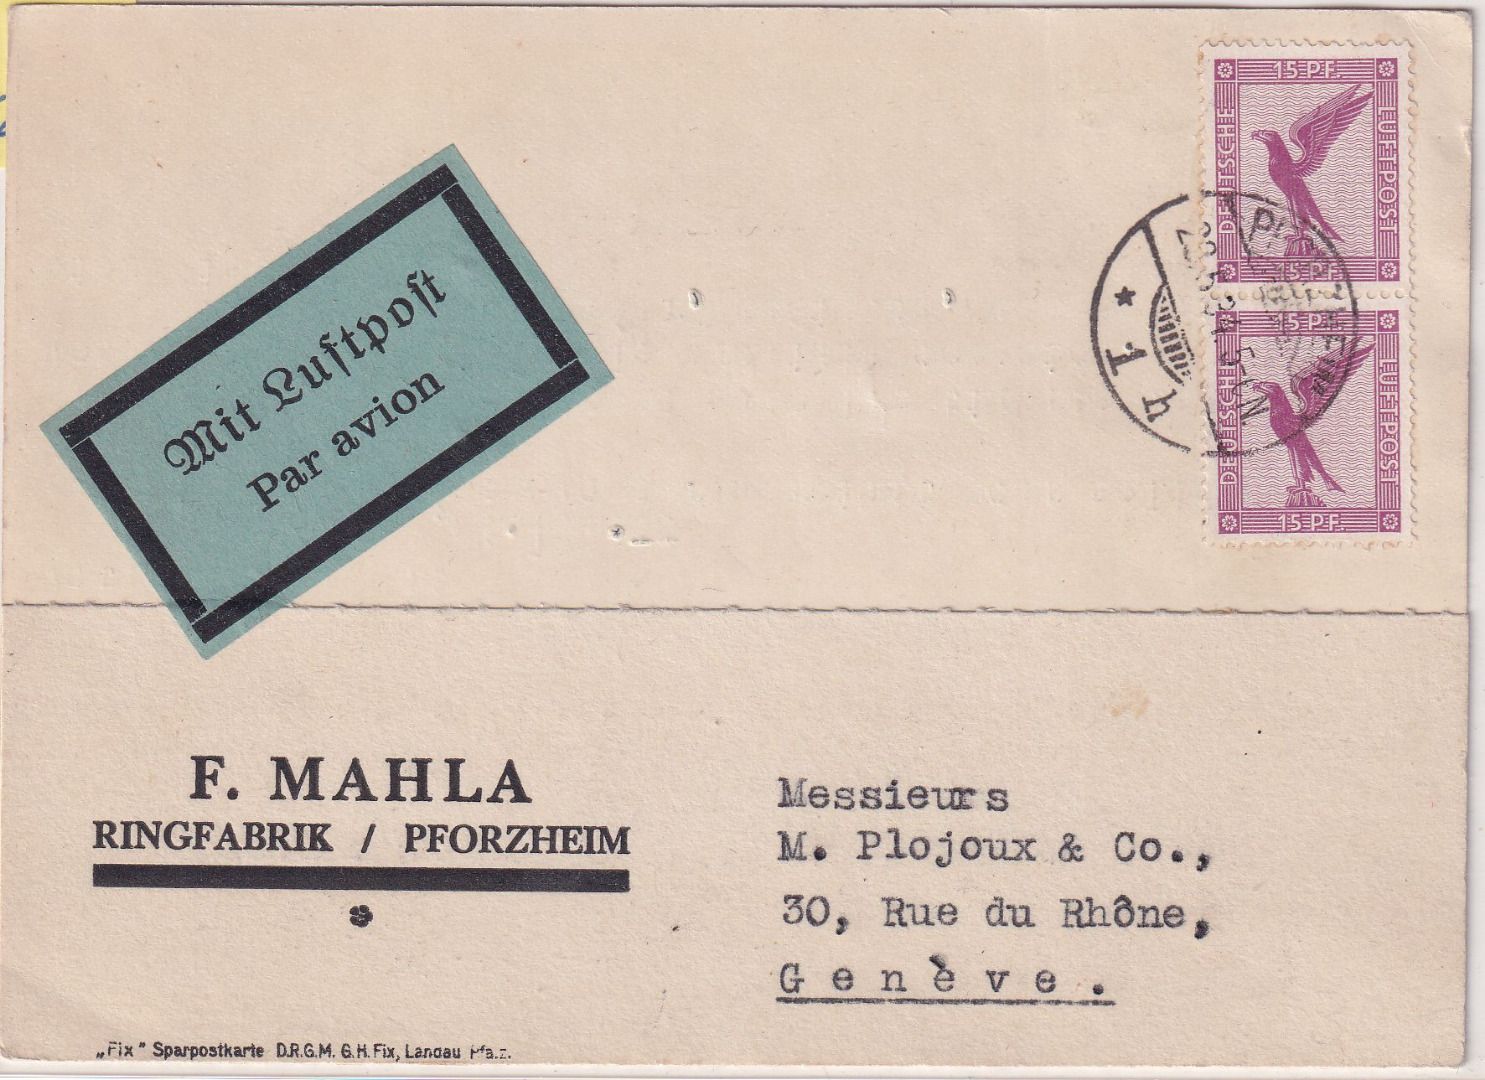 15 PF.
DEUTSCHE
LUFTPOST
15 PF.
15 PF.
DEUTSCHE
LUFTPOST
15 PF.
* 1 h
Mit Luftpost
Par avion
F. MAHLA
RINGFABRIK / PFORZHEIM
Messieurs
M. Plojoux & Co.,
30, Rue du Rhône,
Genève.
„Fix" Sparpostkarte D.R.G.M. G.H. Fix, Landau Pfalz.